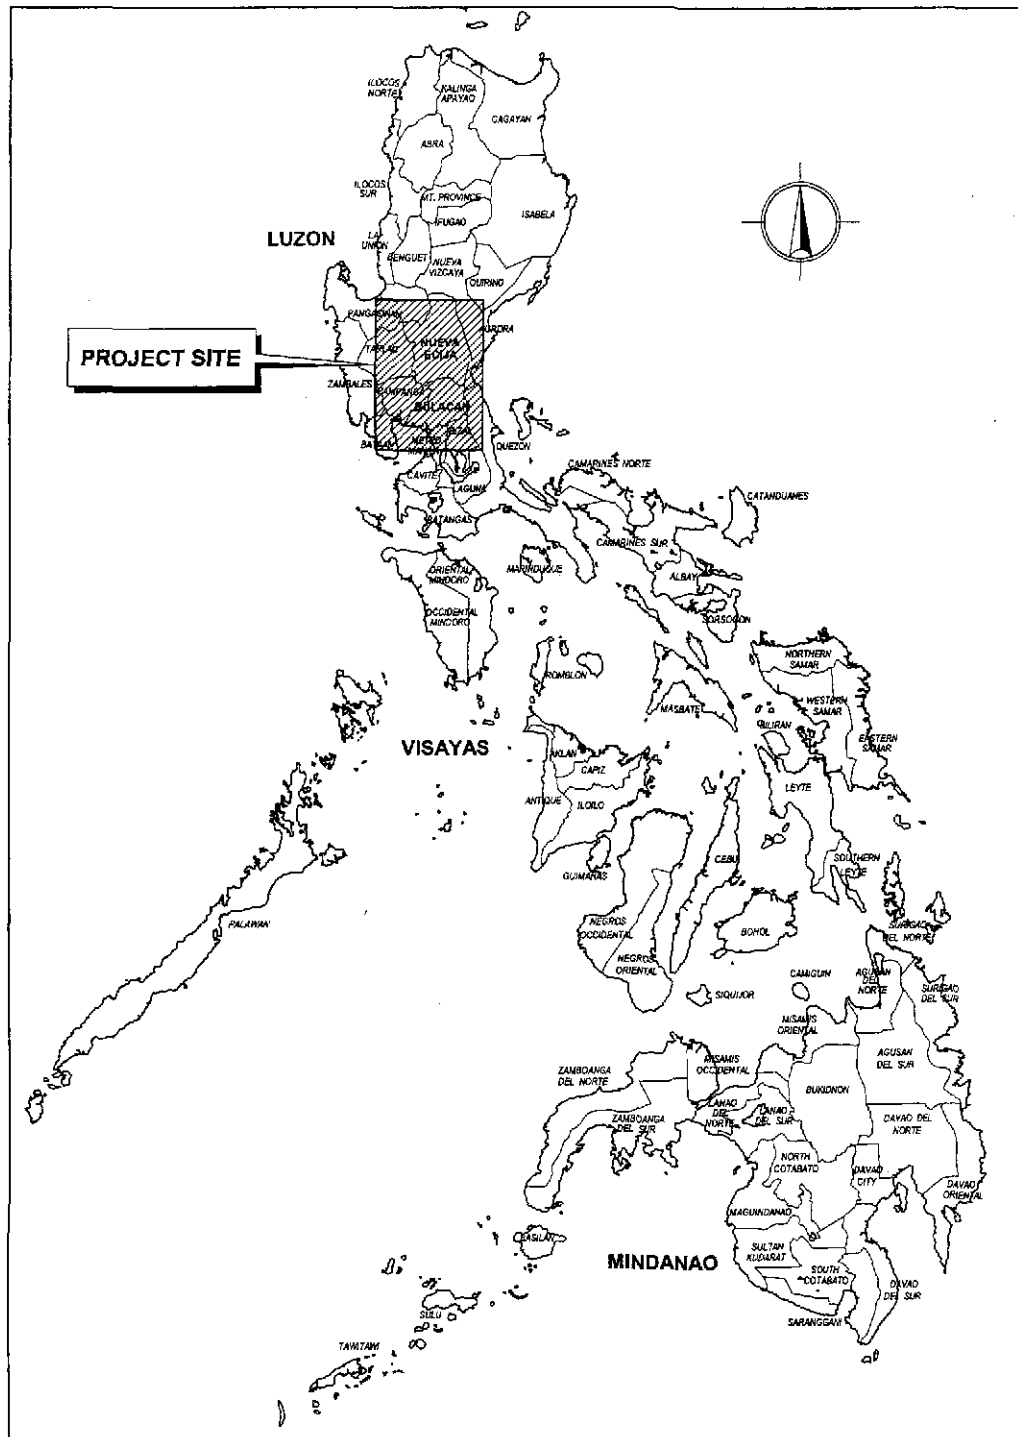 ILOCOS
NORTE
KALINGA
APAYAO
CAGAYAN
ABRA
ILOCOS
SUR
MT. PROVINCE
ISABELA
IFUGAO
LA
UNION
LUZON
BENGUET
NUEVA
VIZCAYA
QUIRINO
PANGASINAN
AURORA
NUEVA
ECIJA
TARLAC
PROJECT SITE
ZAMBALES
PAMPANGA
BULACAN
BATAAN
METRO
MANILA
RIZAL
QUEZON
CAVITE
LAGUNA
CAMARINES NORTE
CATANDUANES
BATANGAS
CAMARINES SUR
ORIENTAL
MINDORO
MARINDUQUE
ALBAY
OCCIDENTAL
MINDORO
SORSOGON
NORTHERN
SAMAR
ROMBLON
MASBATE
WESTERN
SAMAR
BILIRAN
EASTERN
SAMAR
VISAYAS
AKLAN
CAPIZ
LEYTE
ANTIQUE
ILOILO
CEBU
SOUTHERN
LEYTE
GUIMARAS
PALAWAN
NEGROS
OCCIDENTAL
BOHOL
SURIGAO
DEL NORTE
NEGROS
ORIENTAL
CAMIGUIN
AGUSAN
DEL
NORTE
SIQUIJOR
SURIGAO
DEL SUR
MISAMIS
ORIENTAL
MISAMIS
OCCIDENTAL
AGUSAN
DEL SUR
ZAMBOANGA
DEL NORTE
BUKIDNON
LANAO
DEL
NORTE
LANAO
DEL SUR
ZAMBOANGA
DEL SUR
DAVAO DEL
NORTE
NORTH
COTABATO
DAVAO
CITY
DAVAO
ORIENTAL
MAGUINDANAO
BASILAN
SULTAN
KUDARAT
MINDANAO
SOUTH
COTABATO
DAVAO
DEL SUR
SULU
SARANGGANI
TAWITAWI